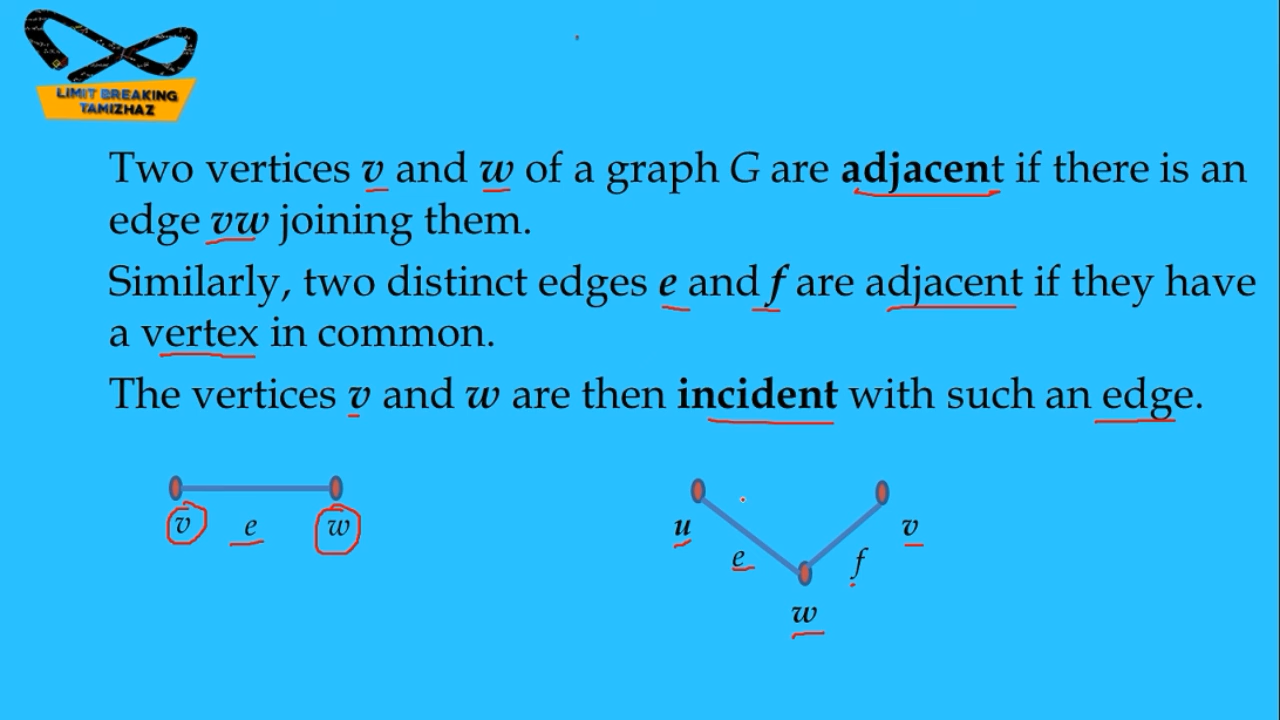 LIMIT BREAKING
TAMIZHAZ
Two vertices v and w of a graph G are adjacent if there is an
edge vw joining them.
Similarly, two distinct edges e and f are adjacent if they have
a vertex in common.
The vertices v and w are then incident with such an edge.
v e w
u v
e f
w